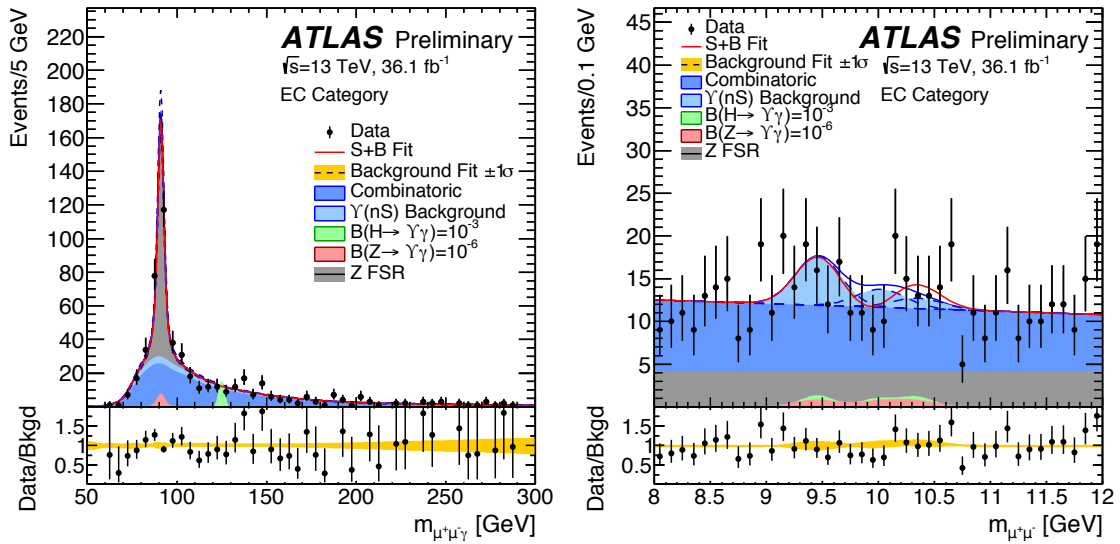 ATLAS Preliminary
√s=13 TeV, 36.1 fb⁻¹
EC Category
Data
S+B Fit
Background Fit ±1σ
Combinatoric
ϒ(nS) Background
B(H→ ϒγ)=10⁻³
B(Z→ ϒγ)=10⁻⁶
Z FSR
Events/5 GeV
220
200
180
160
140
120
100
80
60
40
20
Data/Bkgd
1.5
1
0.5
50 100 150 200 250 300
m_μ⁺μ⁻γ [GeV]
ATLAS Preliminary
√s=13 TeV, 36.1 fb⁻¹
EC Category
Data
S+B Fit
Background Fit ±1σ
Combinatoric
ϒ(nS) Background
B(H→ ϒγ)=10⁻³
B(Z→ ϒγ)=10⁻⁶
Z FSR
Events/0.1 GeV
45
40
35
30
25
20
15
10
5
Data/Bkgd
1.5
1
0.5
8 8.5 9 9.5 10 10.5 11 11.5 12
m_μ⁺μ⁻ [GeV]